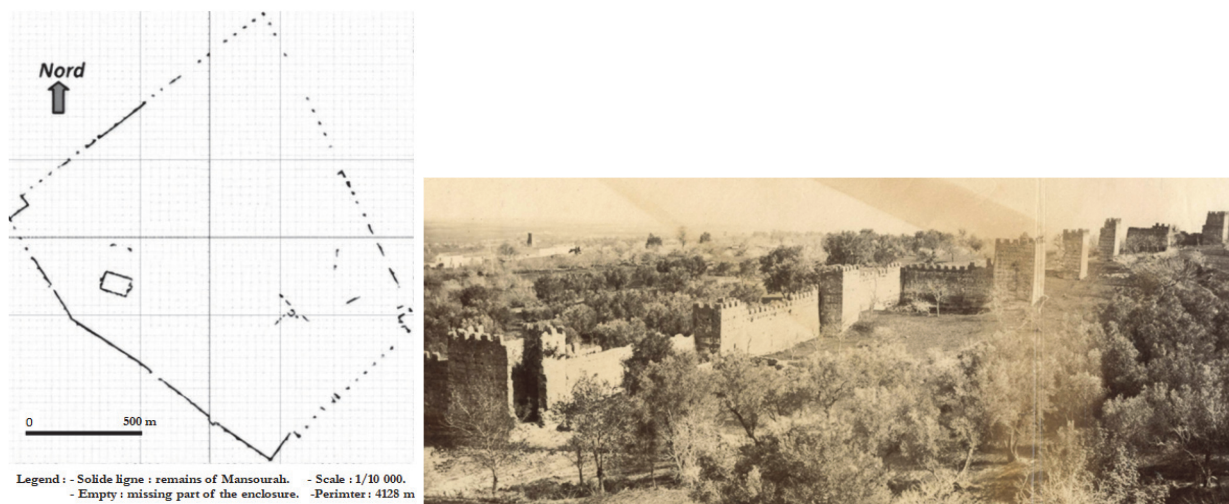 Nord
0 500 m
Legend : - Solide ligne : remains of Mansourah. - Scale : 1/10 000.
- Empty : missing part of the enclosure. -Perimter : 4128 m